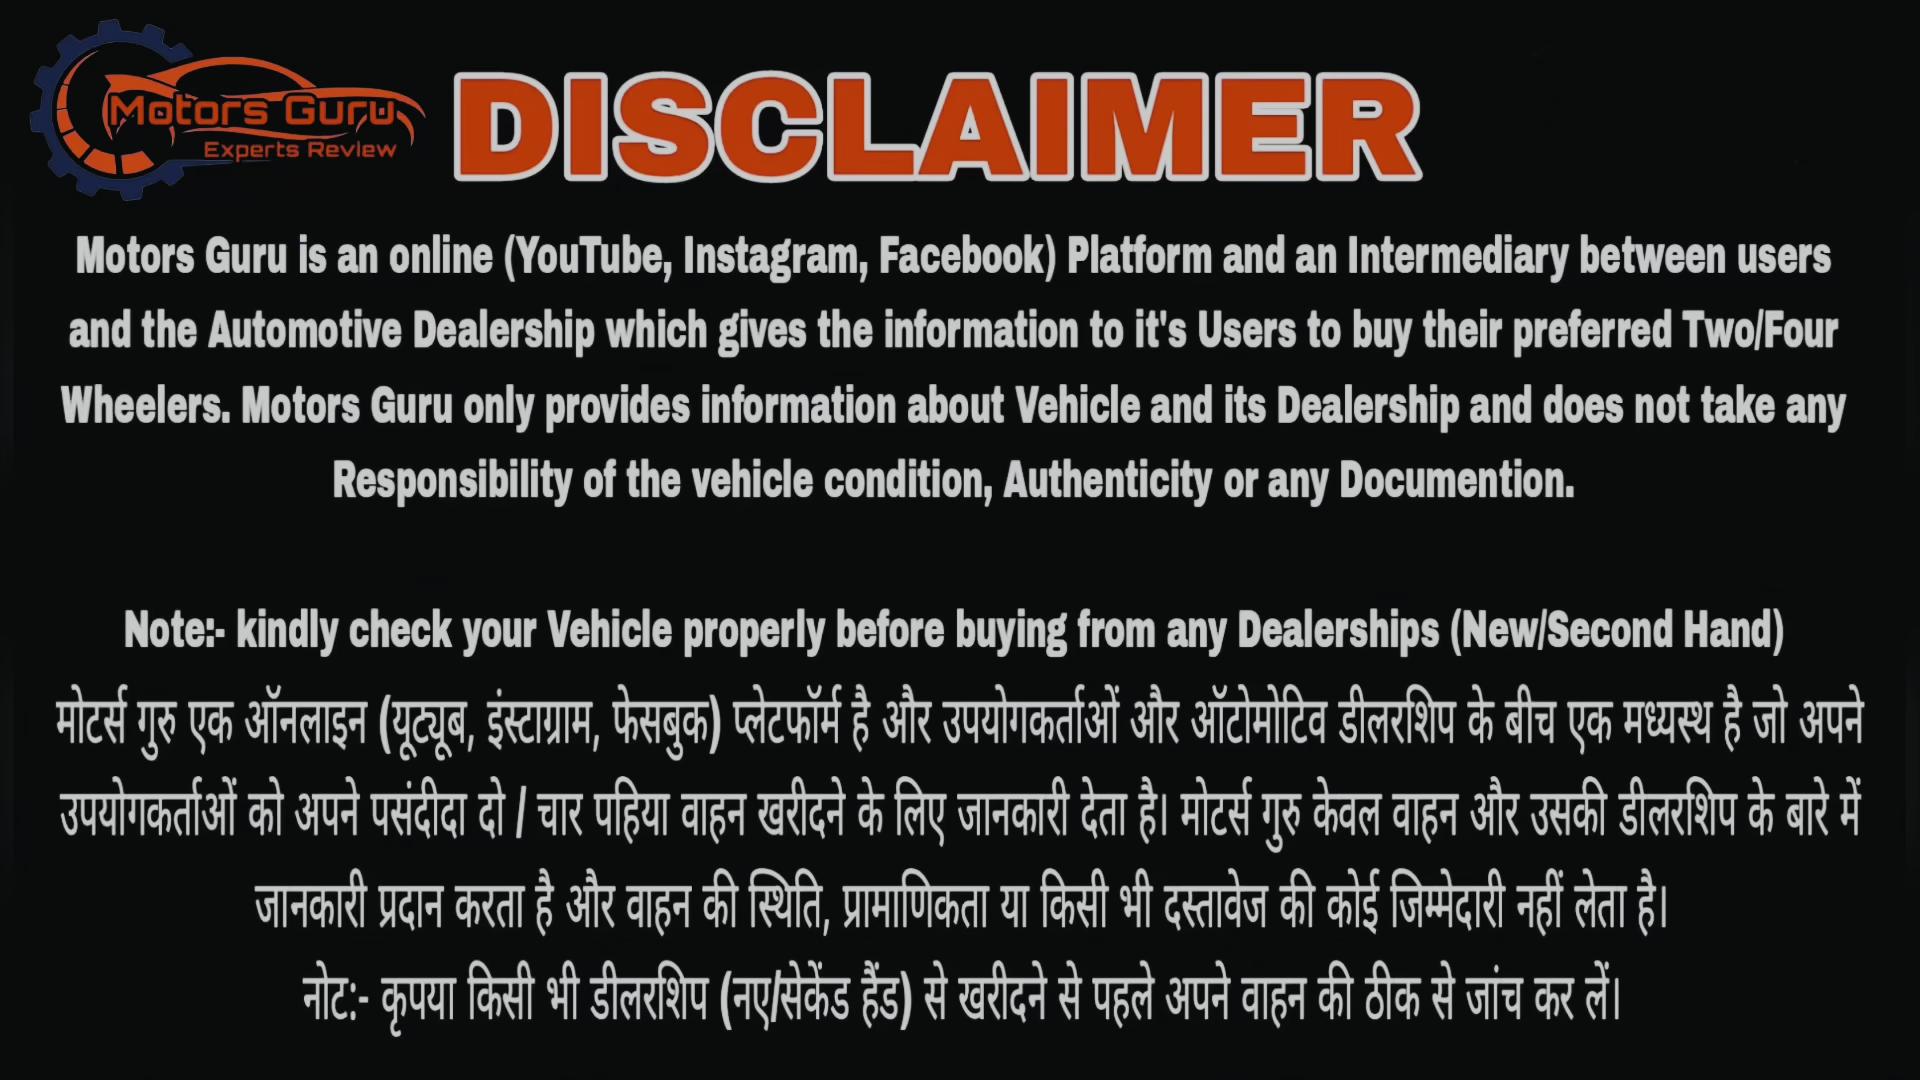 Motors Guru
Experts Review
DISCLAIMER
Motors Guru is an online (YouTube, Instagram, Facebook) Platform and an Intermediary between users
and the Automotive Dealership which gives the information to it's Users to buy their preferred Two/Four
Wheelers. Motors Guru only provides information about Vehicle and its Dealership and does not take any
Responsibility of the vehicle condition, Authenticity or any Documention.
Note:- kindly check your Vehicle properly before buying from any Dealerships (New/Second Hand)
मोटर्स गुरु एक ऑनलाइन (यूट्यूब, इंस्टाग्राम, फेसबुक) प्लेटफॉर्म है और उपयोगकर्ताओं और ऑटोमोटिव डीलरशिप के बीच एक मध्यस्थ है जो अपने
उपयोगकर्ताओं को अपने पसंदीदा दो / चार पहिया वाहन खरीदने के लिए जानकारी देता है। मोटर्स गुरु केवल वाहन और उसकी डीलरशिप के बारे में
जानकारी प्रदान करता है और वाहन की स्थिति, प्रामाणिकता या किसी भी दस्तावेज की कोई जिम्मेदारी नहीं लेता है।
नोट:- कृपया किसी भी डीलरशिप (नए/सेकेंड हैंड) से खरीदने से पहले अपने वाहन की ठीक से जांच कर लें।